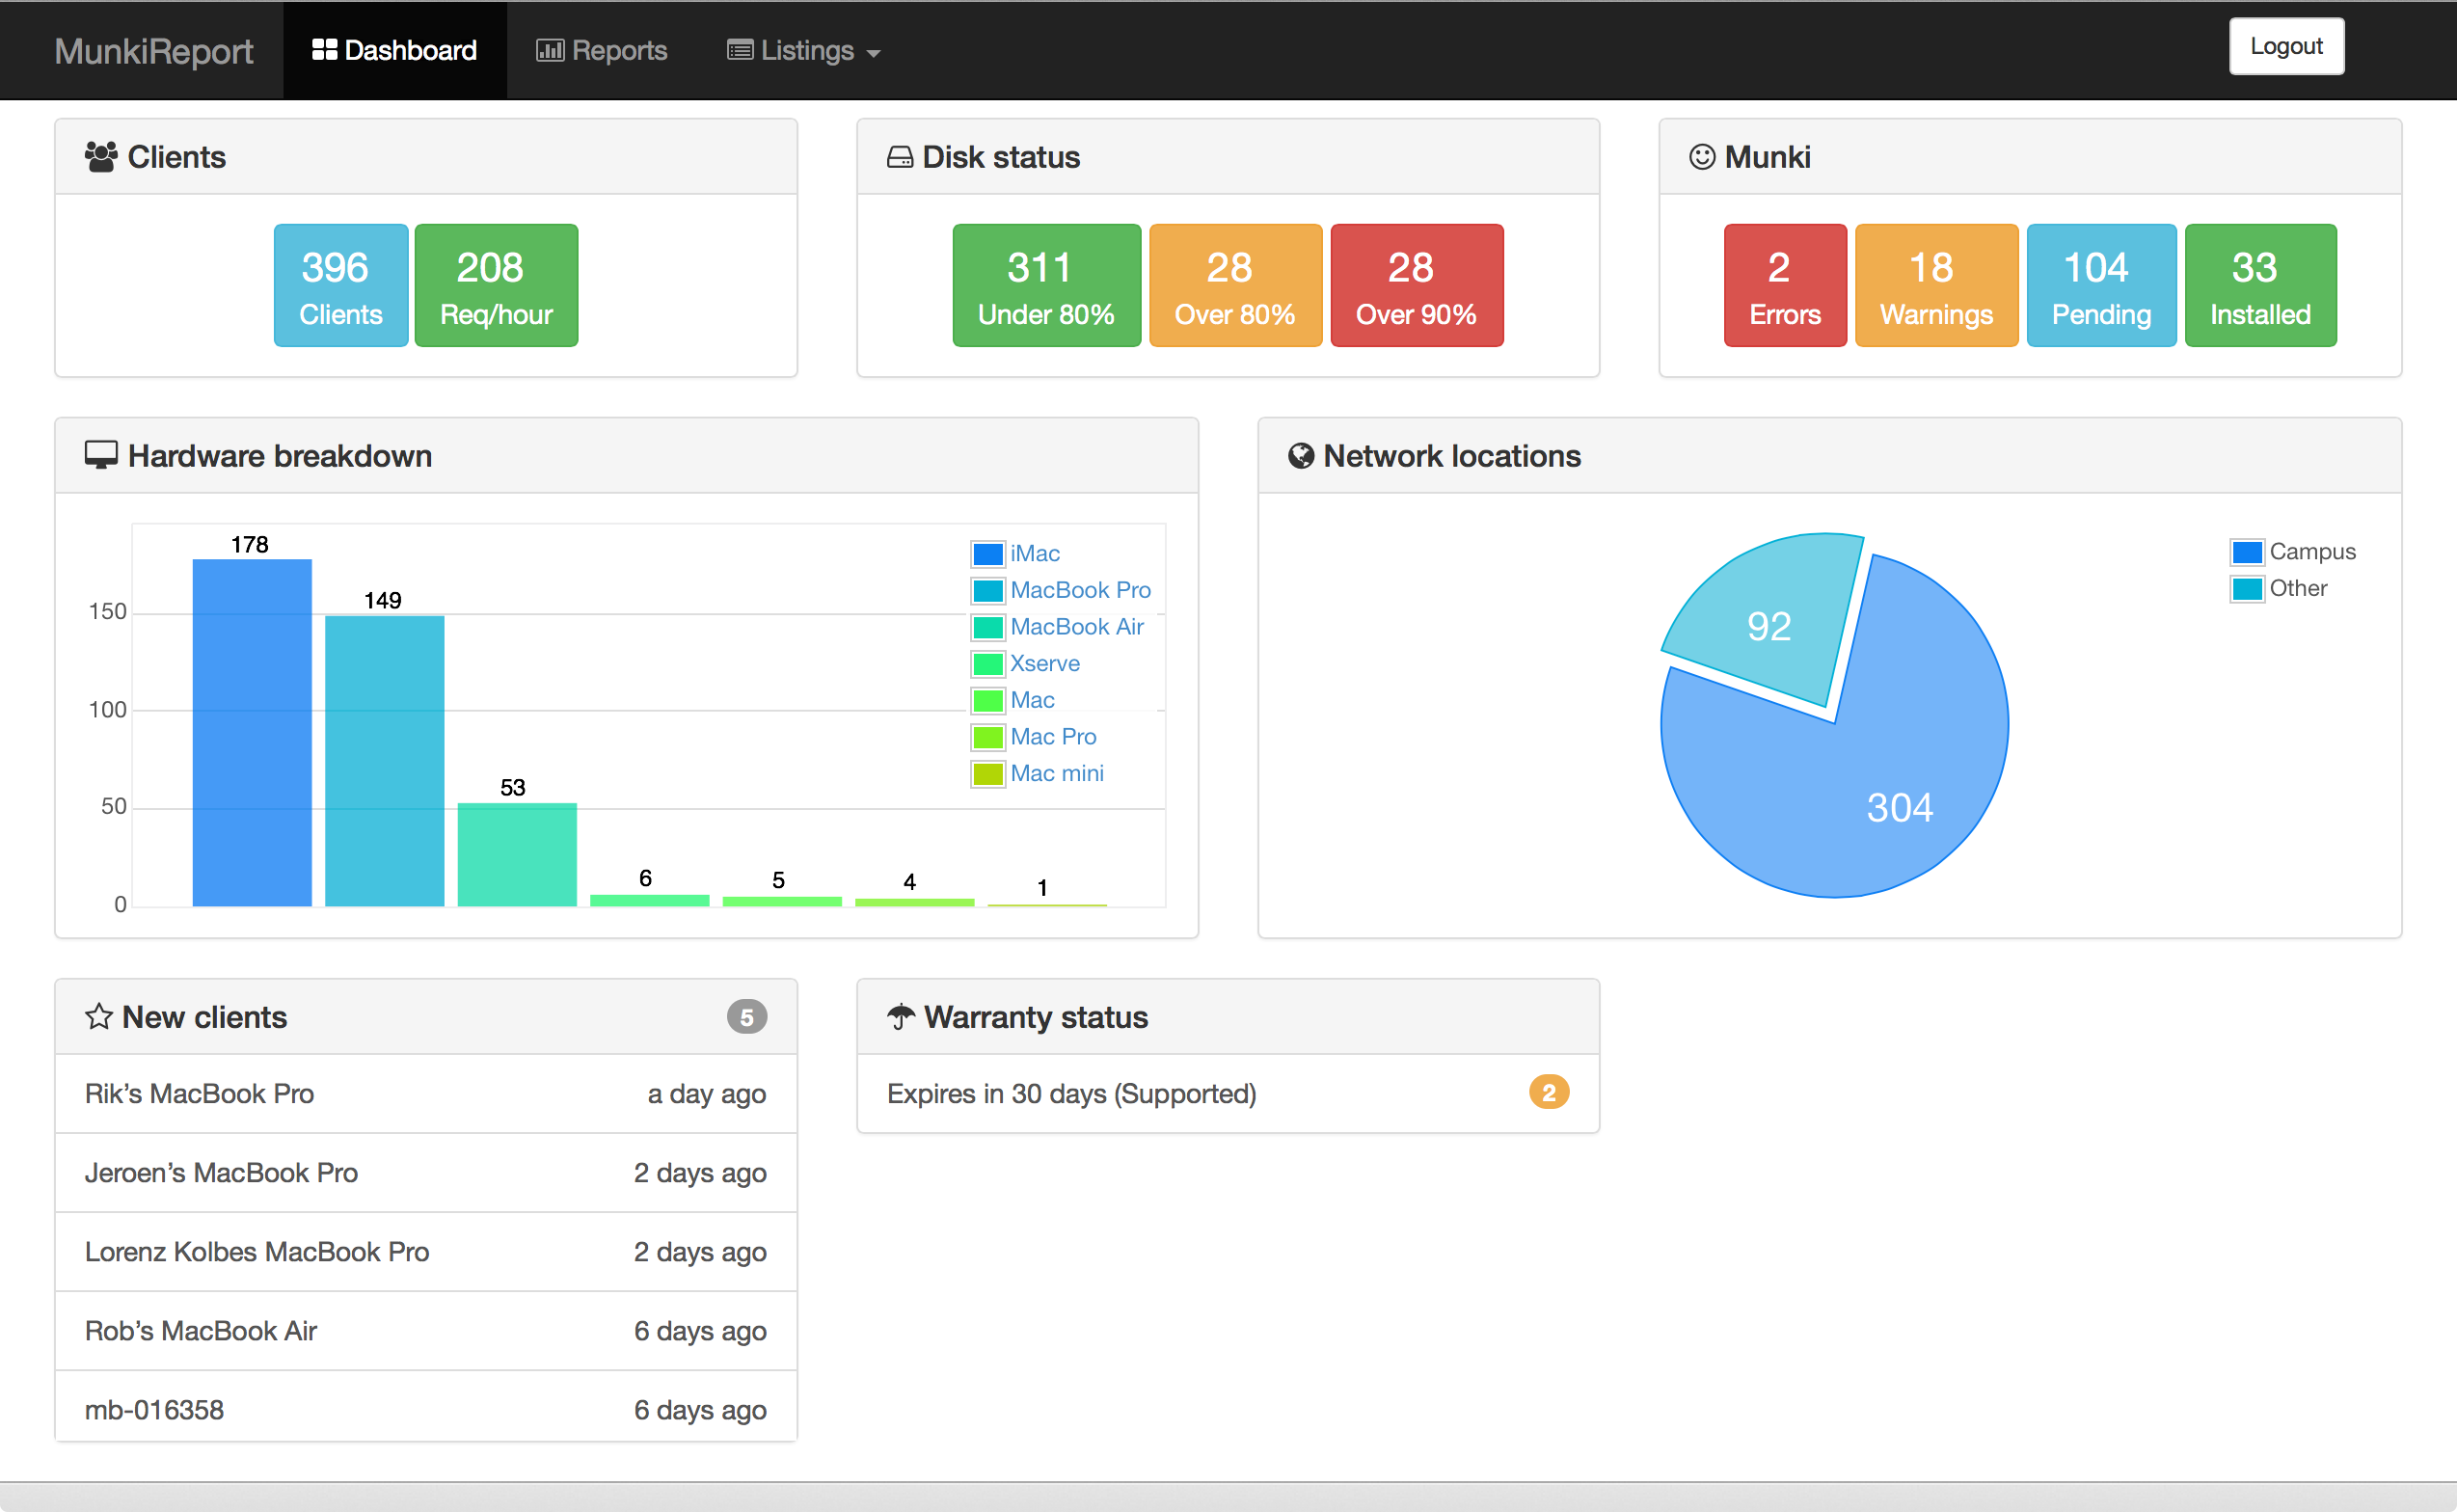 MunkiReport Dashboard Reports Listings Logout
Clients
396 208
Clients Req/hour
Disk status
311 28 28
Under 80% Over 80% Over 90%
Munki
2 18 104 33
Errors Warnings Pending Installed
Hardware breakdown
178
149
53
6
5
4
1
150
100
50
0
iMac
MacBook Pro
MacBook Air
Xserve
Mac
Mac Pro
Mac mini
Network locations
92
304
Campus
Other
New clients 5
Rik’s MacBook Pro a day ago
Jeroen’s MacBook Pro 2 days ago
Lorenz Kolbes MacBook Pro 2 days ago
Rob’s MacBook Air 6 days ago
mb-016358 6 days ago
Warranty status
Expires in 30 days (Supported) 2